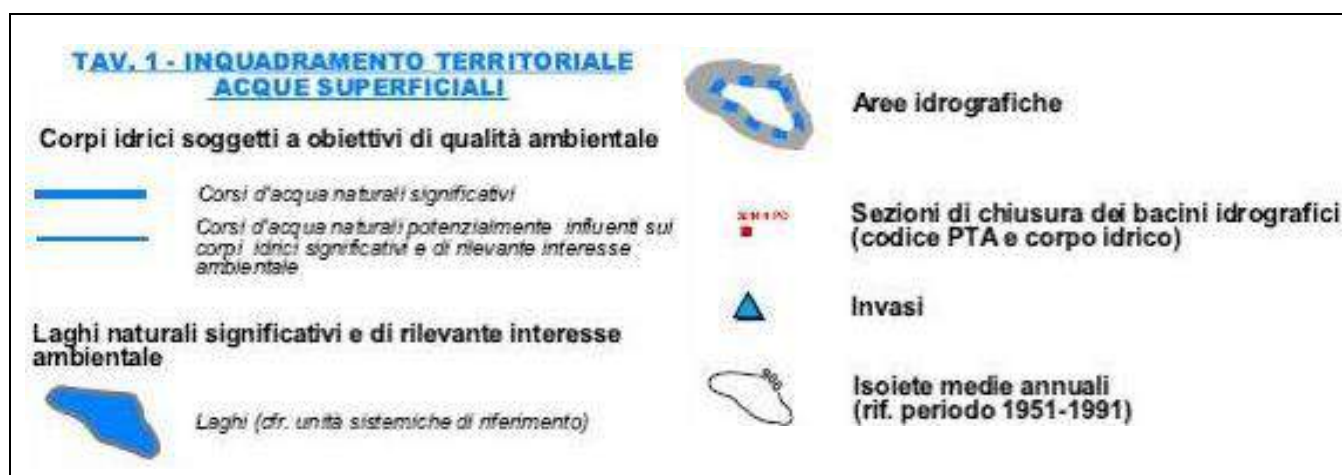 TAV. 1 - INQUADRAMENTO TERRITORIALE
ACQUE SUPERFICIALI
Corpi idrici soggetti a obiettivi di qualità ambientale
Corsi d'acqua naturali significativi
Corsi d'acqua naturali potenzialmente influenti sui
corpi idrici significativi e di rilevante interesse
ambientale
Laghi naturali significativi e di rilevante interesse
ambientale
Laghi (cfr. unità sistemiche di riferimento)
Aree idrografiche
Sezioni di chiusura dei bacini idrografici
(codice PTA e corpo idrico)
Invasi
Isoiete medie annuali
(rif. periodo 1951-1991)